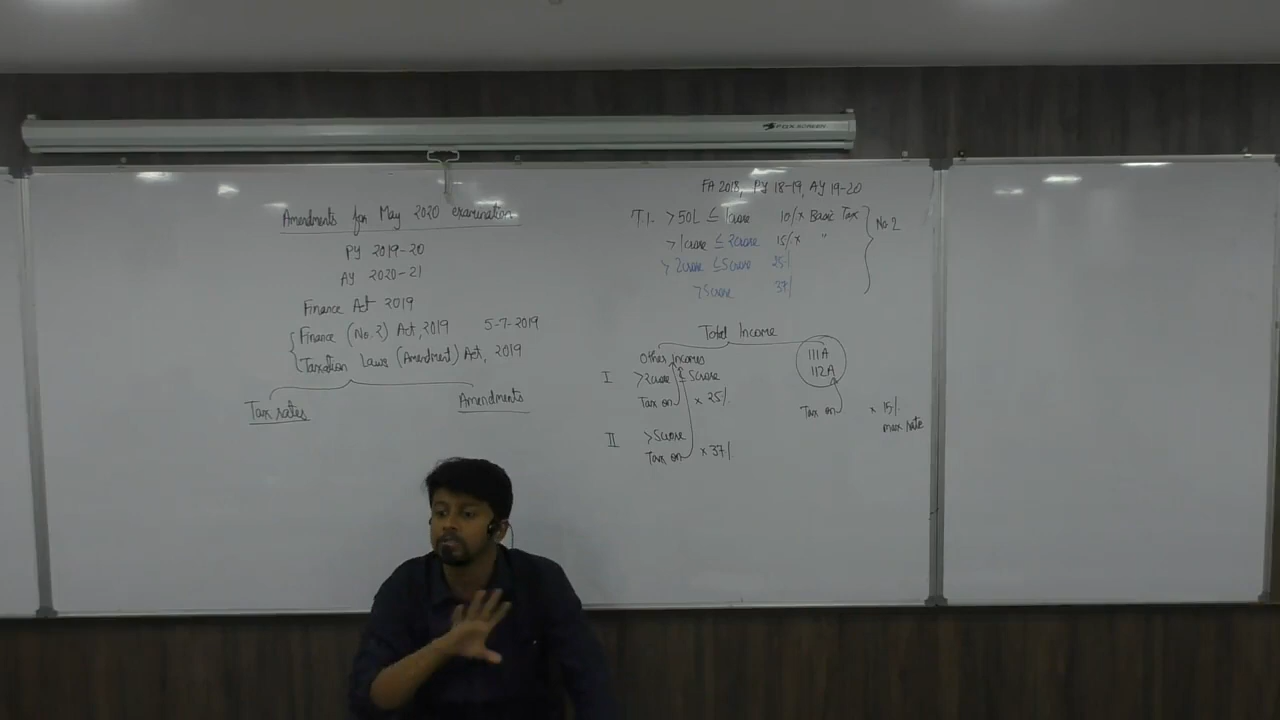 FOX SCREEN
Amendments for May 2020 examination
PY 2019-20
AY 2020-21
Finance Act 2019
Finance (No. 2) Act, 2019 5-7-2019
Taxation Laws (Amendment) Act, 2019
Tax rates
Amendments
FA 2018, PY 18-19, AY 19-20
T.I. >50L ≤ 1crore 10% x Basic Tax
>1crore ≤ 2crore 15% x "
>2crore ≤5crore 25%
>5crore 37%
No. 2
Total Income
Other incomes
111A
112A
I >2crore ≤ 5crore
Tax on x 25%
Tax on x 15%
max rate
II >5crore
Tax on x 37%